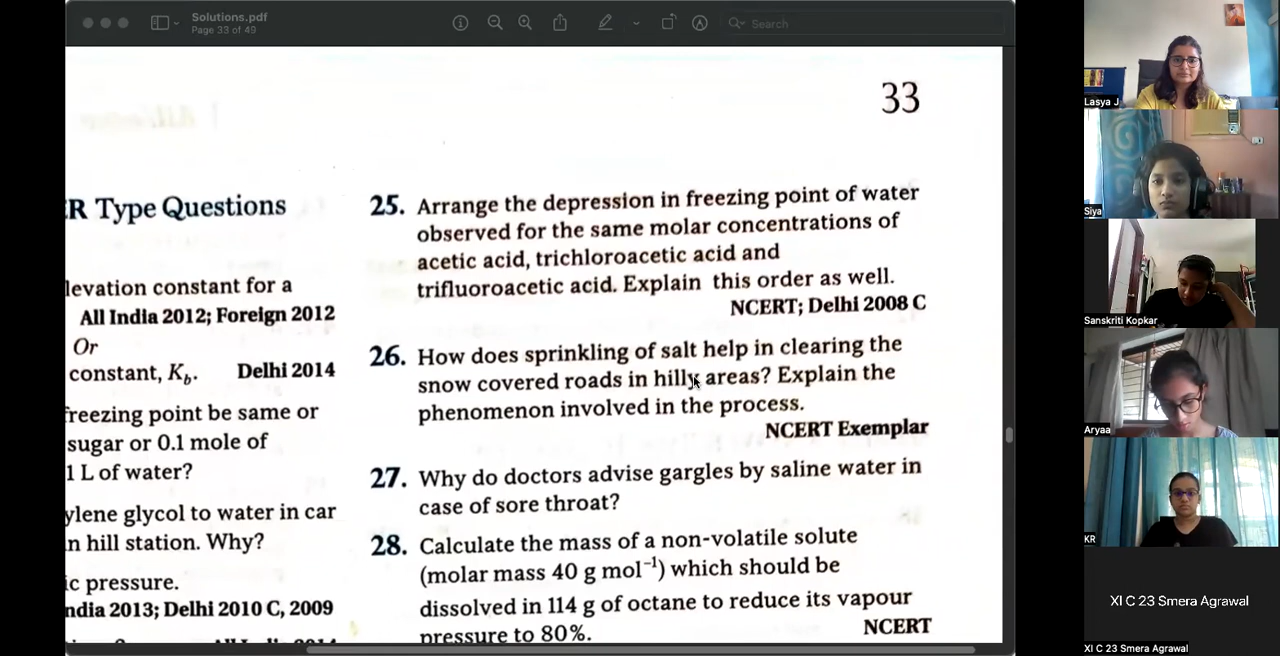 Solutions.pdf
Page 33 of 49
Search
33
ER Type Questions
levation constant for a
All India 2012; Foreign 2012
Or
constant, Kb. Delhi 2014
freezing point be same or
sugar or 0.1 mole of
1 L of water?
ylene glycol to water in car
n hill station. Why?
ic pressure.
ndia 2013; Delhi 2010 C, 2009
25. Arrange the depression in freezing point of water
observed for the same molar concentrations of
acetic acid, trichloroacetic acid and
trifluoroacetic acid. Explain this order as well.
NCERT; Delhi 2008 C
26. How does sprinkling of salt help in clearing the
snow covered roads in hilly areas? Explain the
phenomenon involved in the process.
NCERT Exemplar
27. Why do doctors advise gargles by saline water in
case of sore throat?
28. Calculate the mass of a non-volatile solute
(molar mass 40 g mol⁻¹) which should be
dissolved in 114 g of octane to reduce its vapour
pressure to 80%. NCERT
Lasya J
Siya
Sanskriti Kopkar
Aryaa
KR
XI C 23 Smera Agrawal
XI C 23 Smera Agrawal